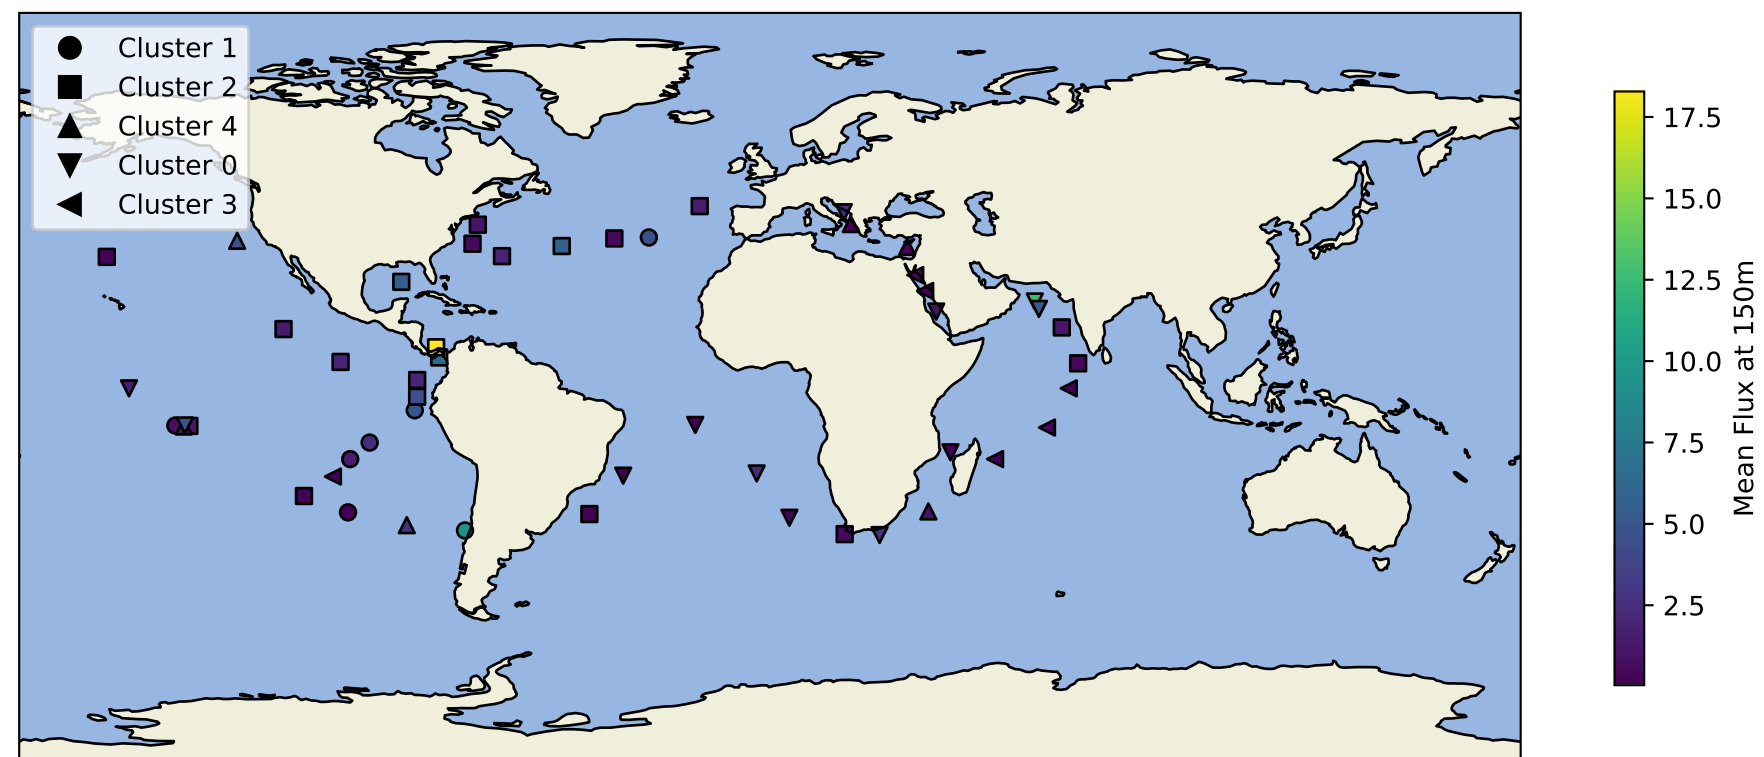 Cluster 1
Cluster 2
Cluster 4
Cluster 0
Cluster 3
17.5
15.0
12.5
10.0
7.5
5.0
2.5
Mean Flux at 150m